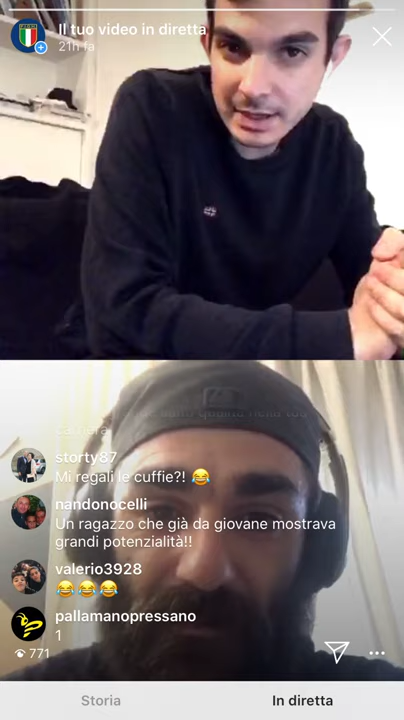 Il tuo video in diretta
21h fa
storty87
Mi regali le cuffie?! 😂
nandonocelli
Un ragazzo che già da giovane mostrava
grandi potenzialità!!
valerio3928
😂😂😂
pallamanopressano
1
771
Storia
In diretta